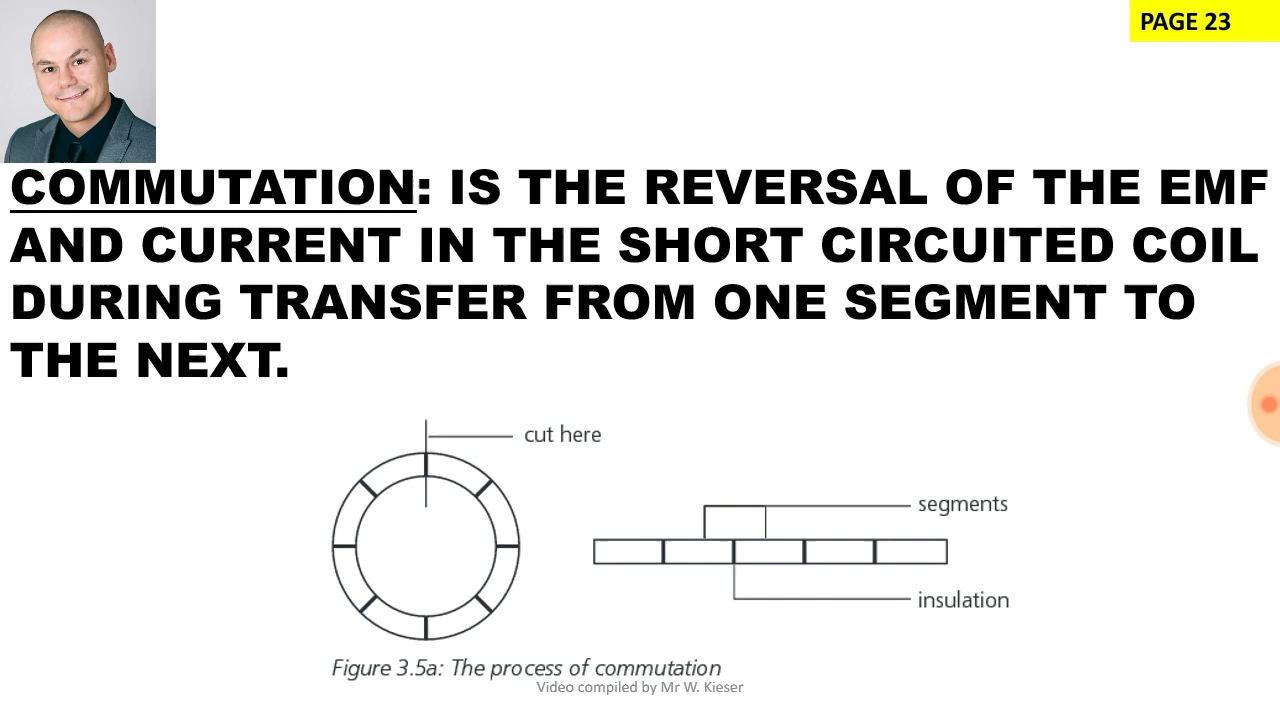 PAGE 23
COMMUTATION: IS THE REVERSAL OF THE EMF
AND CURRENT IN THE SHORT CIRCUITED COIL
DURING TRANSFER FROM ONE SEGMENT TO
THE NEXT.
cut here
segments
insulation
Figure 3.5a: The process of commutation
Video compiled by Mr W. Kieser